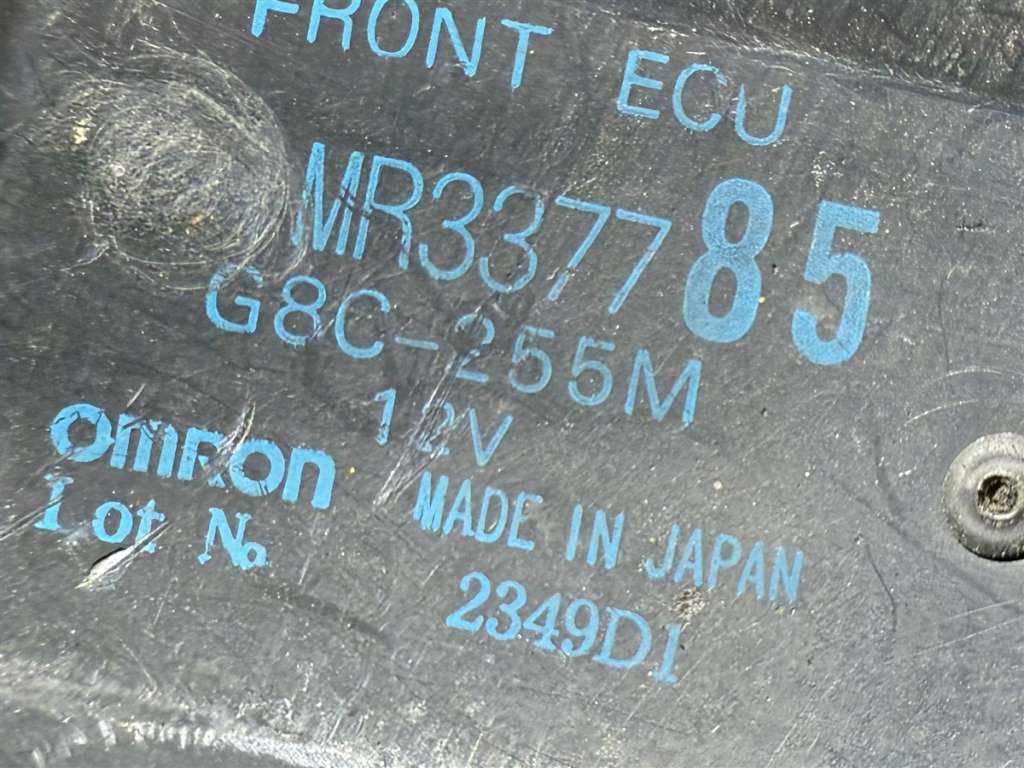 FRONT ECU
MR337785
G8C-255M
12V
omRon
MADE IN JAPAN
Lot No.
2349D1